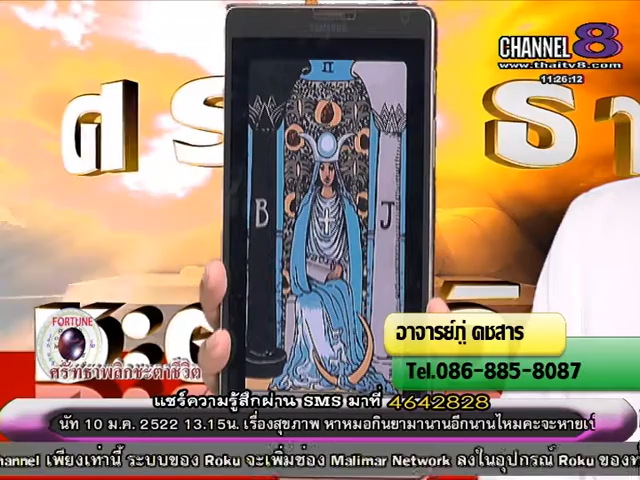 SAMSUNG
CHANNEL 8
www.thaitv8.com
11:26:12
ศร
ธา
II
B
J
FORTUNE
ศรัทธาพลิกชะตาชีวิต
อาจารย์ภู่ คชสาร
Tel.086-885-8087
แชร์ความรู้สึกผ่าน SMS มาที่ 4642828
นัท 10 ม.ค. 2522 13.15น. เรื่องสุขภาพ หาหมอกินยามานานอีกนานไหมคะจะหายเป็
hannel เพียงเท่านี้ ระบบของ Roku จะเพิ่มช่อง Malimar Network ลงในอุปกรณ์ Roku ของท่